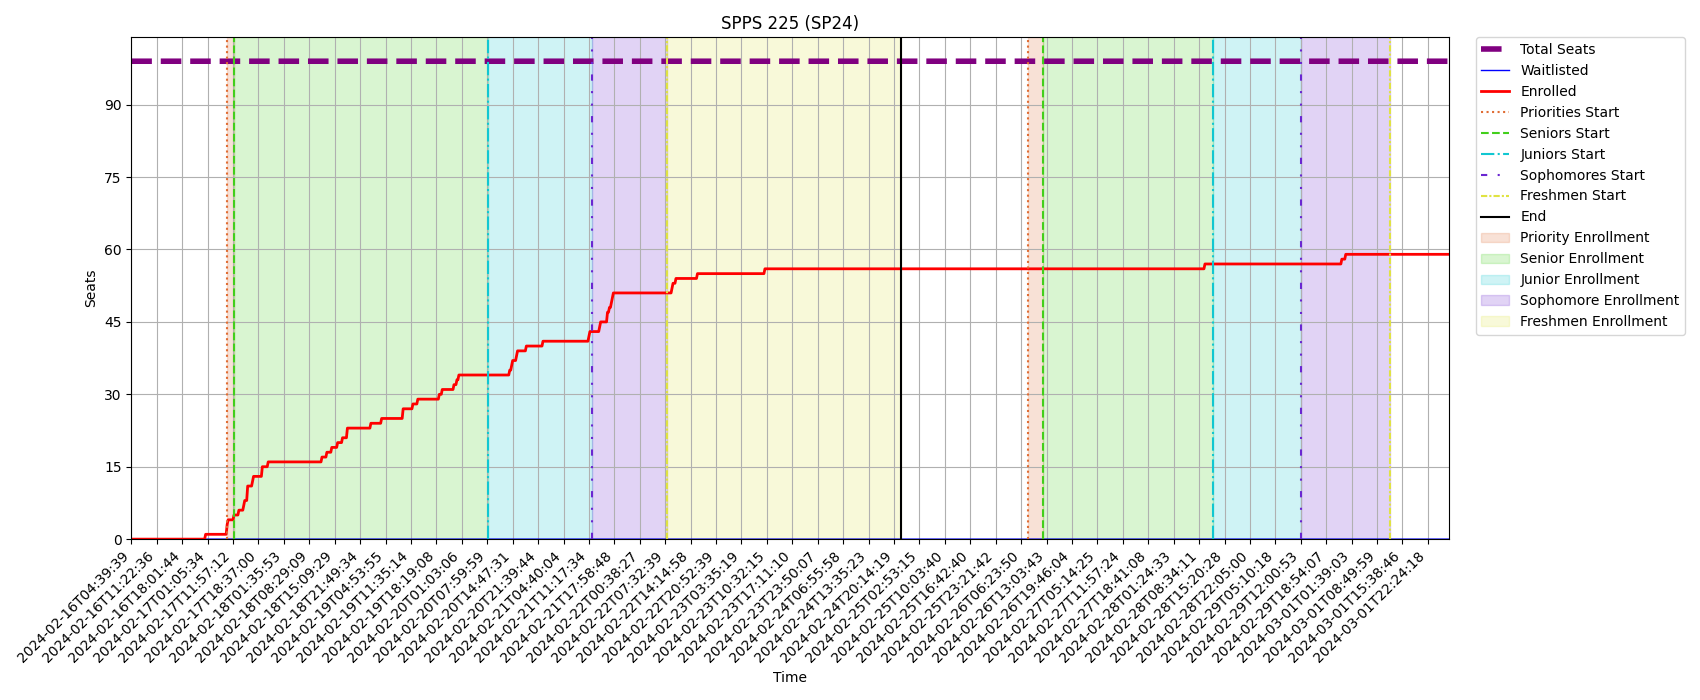 SPPS 225 (SP24)
Total Seats
Waitlisted
Enrolled
Priorities Start
Seniors Start
Juniors Start
Sophomores Start
Freshmen Start
End
Priority Enrollment
Senior Enrollment
Junior Enrollment
Sophomore Enrollment
Freshmen Enrollment
Seats
90
75
60
45
30
15
0
2024-02-16T04:39:39
2024-02-16T11:22:36
2024-02-16T18:01:44
2024-02-17T01:05:34
2024-02-17T11:57:12
2024-02-17T18:37:00
2024-02-18T01:35:53
2024-02-18T08:29:09
2024-02-18T15:09:29
2024-02-18T21:49:34
2024-02-19T04:53:55
2024-02-19T11:35:14
2024-02-19T18:19:08
2024-02-20T01:03:06
2024-02-20T07:59:59
2024-02-20T14:47:31
2024-02-20T21:39:44
2024-02-21T04:40:04
2024-02-21T11:17:34
2024-02-21T17:58:48
2024-02-22T00:38:27
2024-02-22T07:32:39
2024-02-22T14:14:58
2024-02-22T20:52:39
2024-02-23T03:35:19
2024-02-23T10:32:15
2024-02-23T17:11:10
2024-02-23T23:50:07
2024-02-24T06:55:58
2024-02-24T13:35:23
2024-02-24T20:14:19
2024-02-25T02:53:15
2024-02-25T10:03:40
2024-02-25T16:42:40
2024-02-25T23:21:42
2024-02-26T06:23:50
2024-02-26T13:03:43
2024-02-26T19:46:04
2024-02-27T05:14:25
2024-02-27T11:57:24
2024-02-27T18:41:08
2024-02-28T01:24:33
2024-02-28T08:34:11
2024-02-28T15:20:28
2024-02-28T22:05:00
2024-02-29T05:10:18
2024-02-29T12:00:53
2024-02-29T18:54:07
2024-03-01T01:39:03
2024-03-01T08:49:59
2024-03-01T15:38:46
2024-03-01T22:24:18
Time